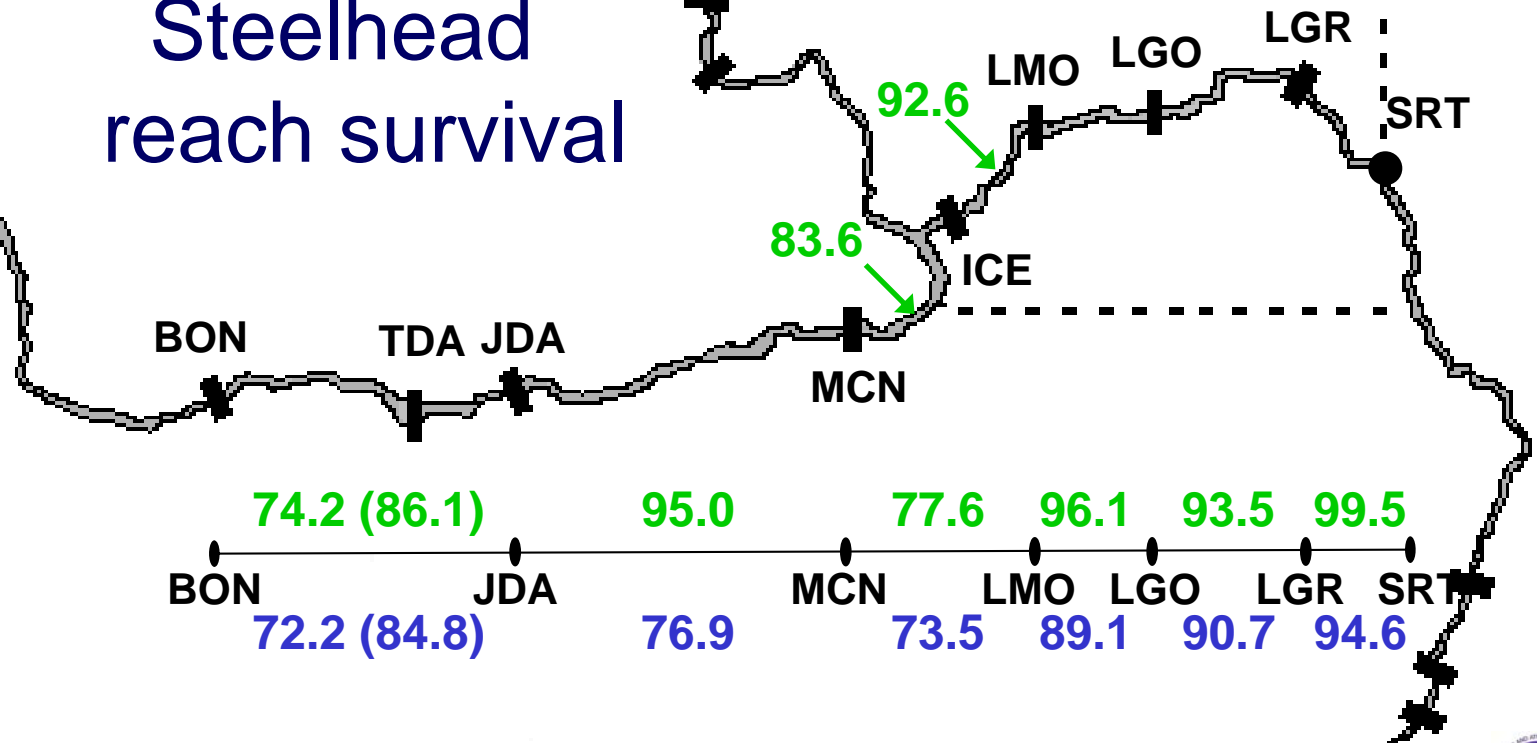 Steelhead
reach survival
LGR
LGO
LMO
92.6
SRT
83.6
ICE
BON
TDA JDA
MCN
74.2 (86.1) 95.0 77.6 96.1 93.5 99.5
BON JDA MCN LMO LGO LGR SRT
72.2 (84.8) 76.9 73.5 89.1 90.7 94.6